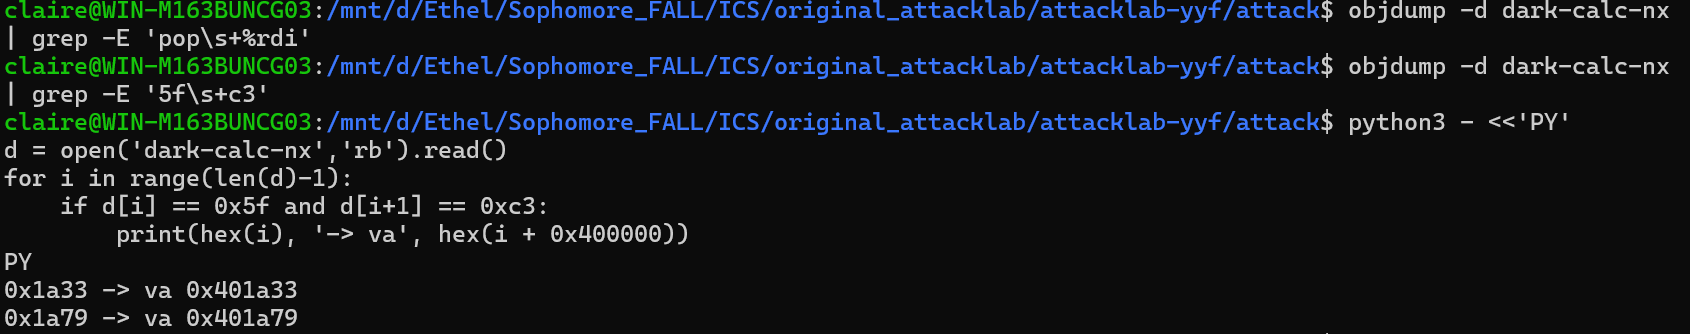 claire@WIN-M163BUNCG03:/mnt/d/Ethel/Sophomore_FALL/ICS/original_attacklab/attacklab-yyf/attack$ objdump -d dark-calc-nx
| grep -E 'pop\s+%rdi'
claire@WIN-M163BUNCG03:/mnt/d/Ethel/Sophomore_FALL/ICS/original_attacklab/attacklab-yyf/attack$ objdump -d dark-calc-nx
| grep -E '5f\s+c3'
claire@WIN-M163BUNCG03:/mnt/d/Ethel/Sophomore_FALL/ICS/original_attacklab/attacklab-yyf/attack$ python3 - <<'PY'
d = open('dark-calc-nx','rb').read()
for i in range(len(d)-1):
    if d[i] == 0x5f and d[i+1] == 0xc3:
        print(hex(i), '-> va', hex(i + 0x400000))
PY
0x1a33 -> va 0x401a33
0x1a79 -> va 0x401a79